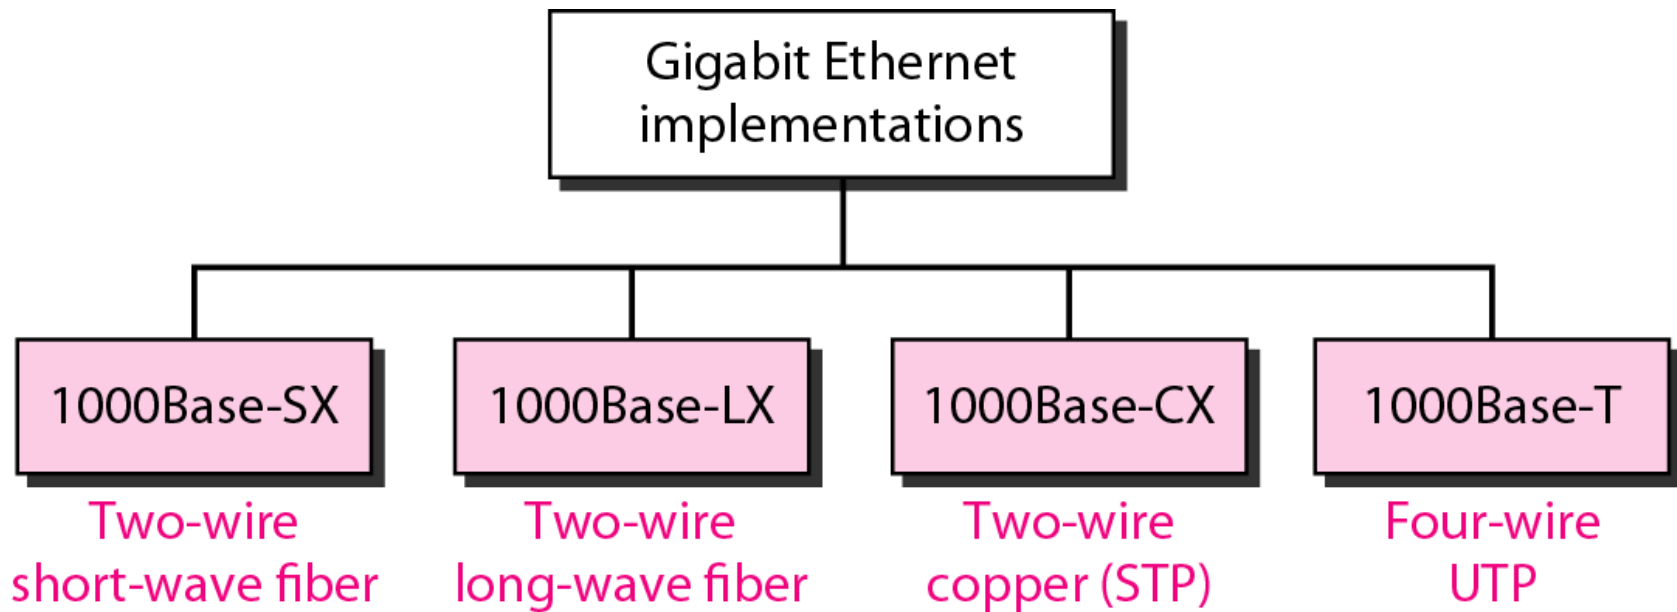 Gigabit Ethernet
implementations
1000Base-SX
1000Base-LX
1000Base-CX
1000Base-T
Two-wire
short-wave fiber
Two-wire
long-wave fiber
Two-wire
copper (STP)
Four-wire
UTP